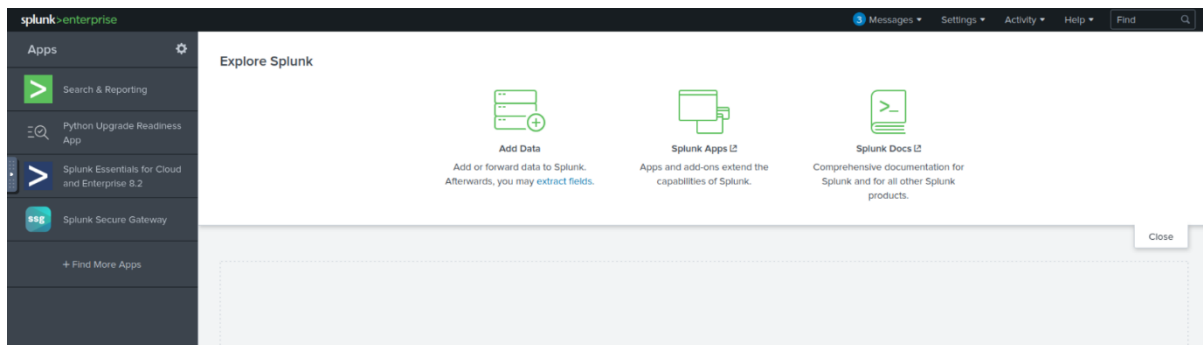 splunk>enterprise
3 Messages Settings Activity Help Find
Apps
Search & Reporting
Python Upgrade Readiness
App
Splunk Essentials for Cloud
and Enterprise 8.2
ssg Splunk Secure Gateway
+ Find More Apps
Explore Splunk
Add Data
Add or forward data to Splunk.
Afterwards, you may extract fields.
Splunk Apps
Apps and add-ons extend the
capabilities of Splunk.
Splunk Docs
Comprehensive documentation for
Splunk and for all other Splunk
products.
Close